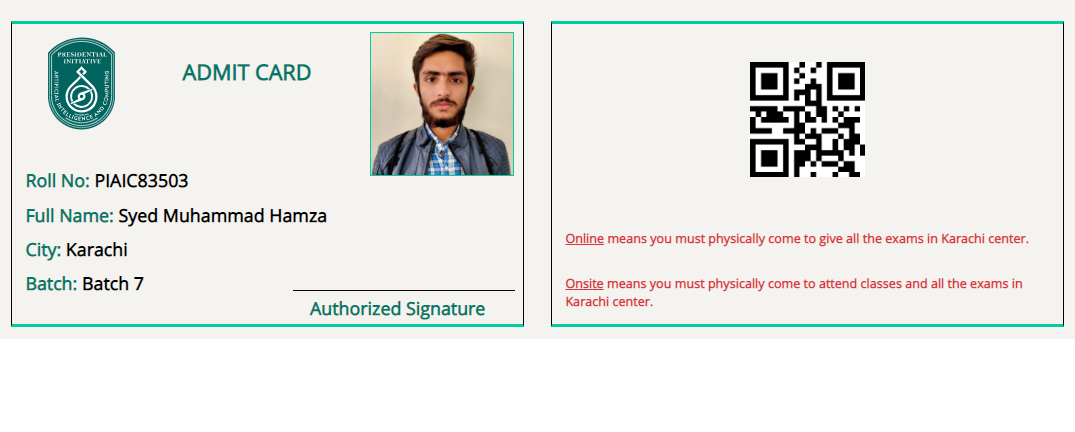 PRESIDENTIAL
INITIATIVE
ARTIFICIAL INTELLIGENCE AND COMPUTING
ADMIT CARD
Roll No: PIAIC83503
Full Name: Syed Muhammad Hamza
City: Karachi
Batch: Batch 7
Authorized Signature
Online means you must physically come to give all the exams in Karachi center.
Onsite means you must physically come to attend classes and all the exams in
Karachi center.